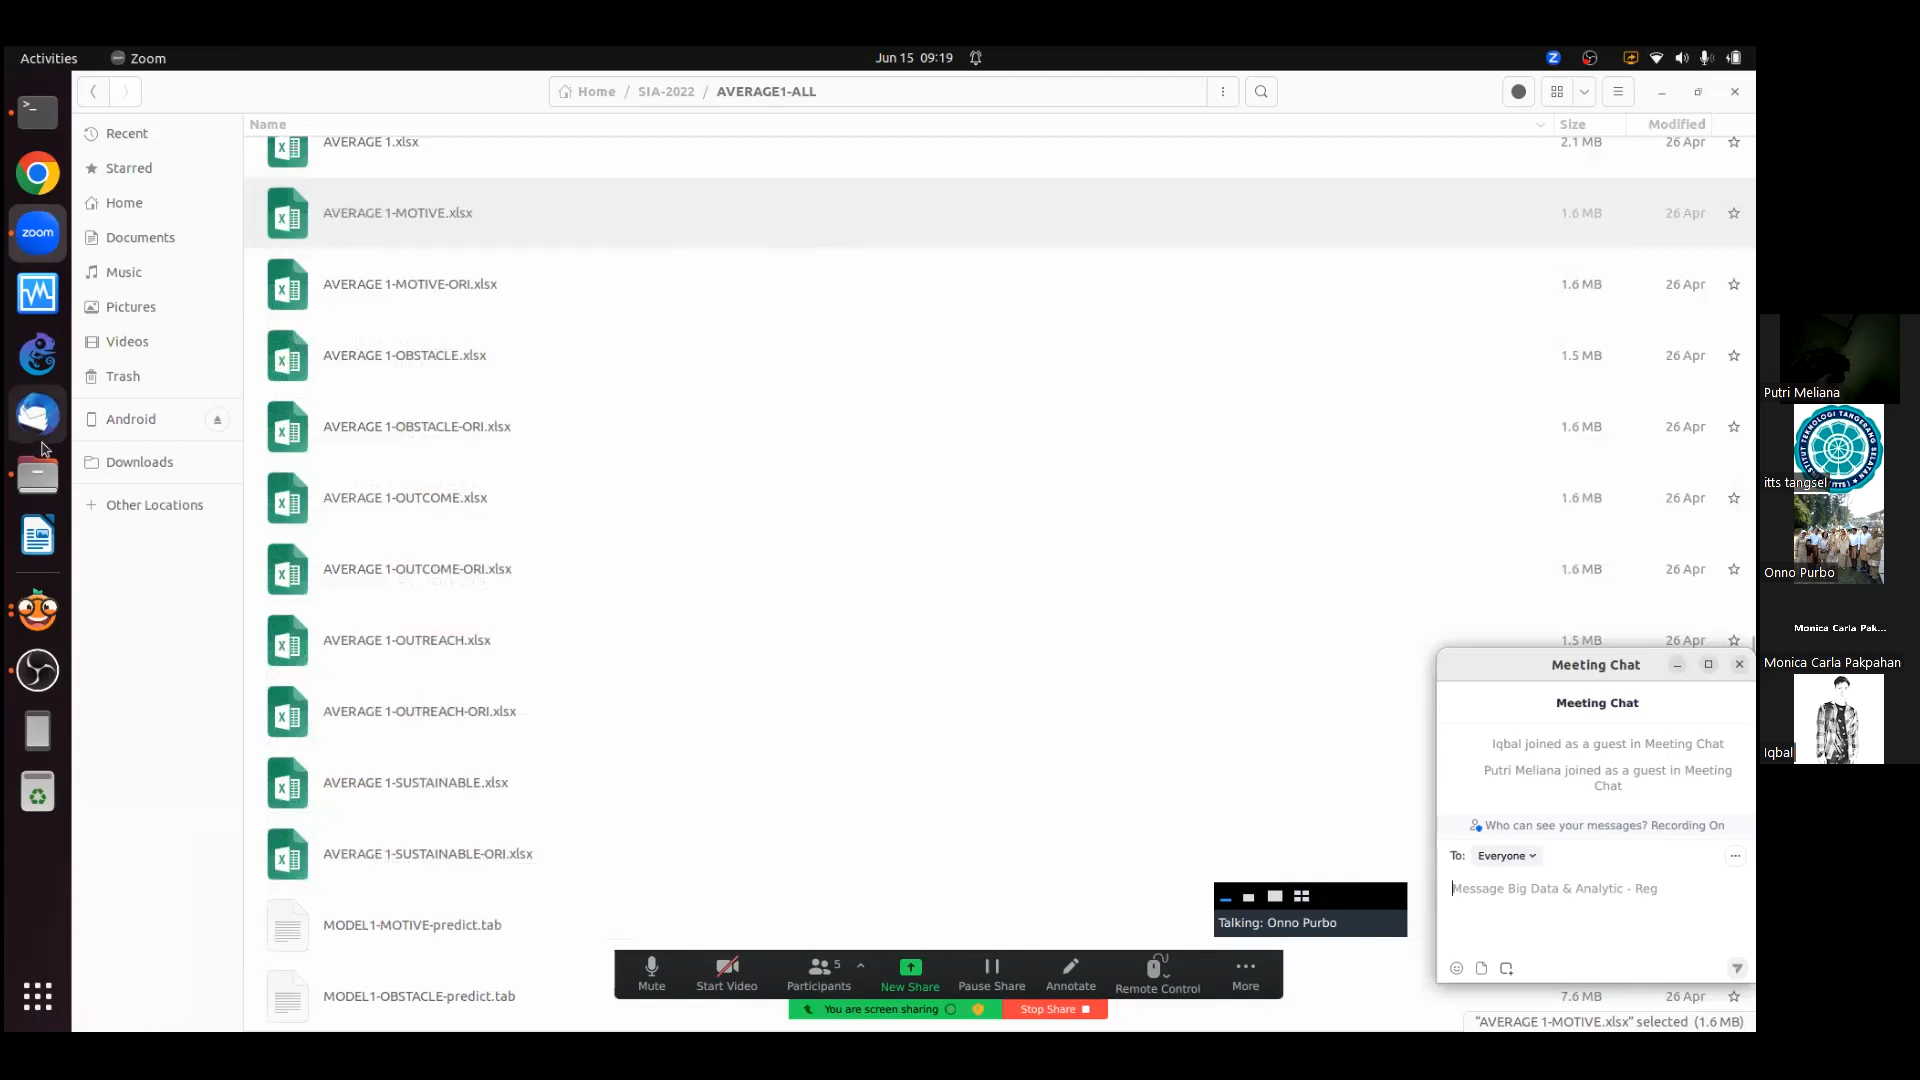 Activities
Zoom
Jun 15 09:19
Home / SIA-2022 / AVERAGE1-ALL
Recent
Starred
Home
Documents
Music
Pictures
Videos
Trash
Android
Downloads
+ Other Locations
Name
Size
Modified
AVERAGE 1.xlsx
2.1 MB
26 Apr
AVERAGE 1-MOTIVE.xlsx
1.6 MB
26 Apr
AVERAGE 1-MOTIVE-ORI.xlsx
1.6 MB
26 Apr
AVERAGE 1-OBSTACLE.xlsx
1.5 MB
26 Apr
AVERAGE 1-OBSTACLE-ORI.xlsx
1.6 MB
26 Apr
AVERAGE 1-OUTCOME.xlsx
1.6 MB
26 Apr
AVERAGE 1-OUTCOME-ORI.xlsx
1.6 MB
26 Apr
AVERAGE 1-OUTREACH.xlsx
1.5 MB
26 Apr
AVERAGE 1-OUTREACH-ORI.xlsx
AVERAGE 1-SUSTAINABLE.xlsx
AVERAGE 1-SUSTAINABLE-ORI.xlsx
MODEL1-MOTIVE-predict.tab
MODEL1-OBSTACLE-predict.tab
7.6 MB
26 Apr
"AVERAGE 1-MOTIVE.xlsx" selected (1.6 MB)
zoom
Meeting Chat
Meeting Chat
Iqbal joined as a guest in Meeting Chat
Putri Meliana joined as a guest in Meeting
Chat
Who can see your messages? Recording On
To: Everyone
Message Big Data & Analytic - Reg
Talking: Onno Purbo
Mute
Start Video
5
Participants
New Share
Pause Share
Annotate
Remote Control
More
You are screen sharing
Stop Share
Putri Meliana
INSTITUT TEKNOLOGI TANGERANG SELATAN
itts tangsel
Onno Purbo
Monica Carla Pak...
Monica Carla Pakpahan
Iqbal